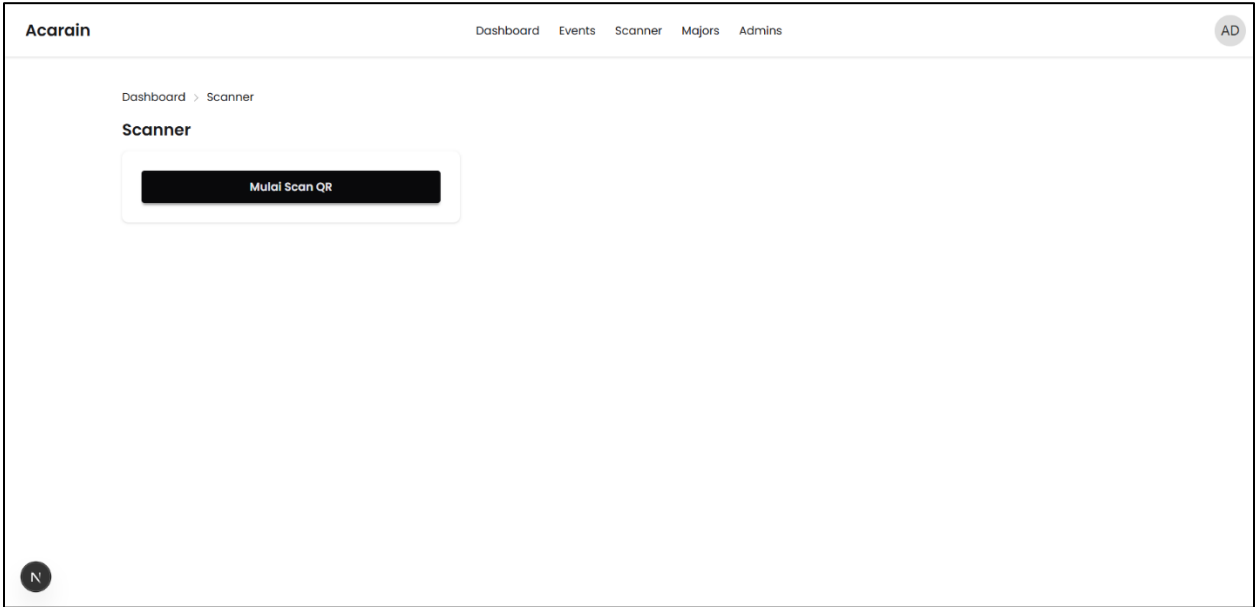 Acarain Dashboard Events Scanner Majors Admins AD
Dashboard > Scanner
Scanner
Mulai Scan QR
N